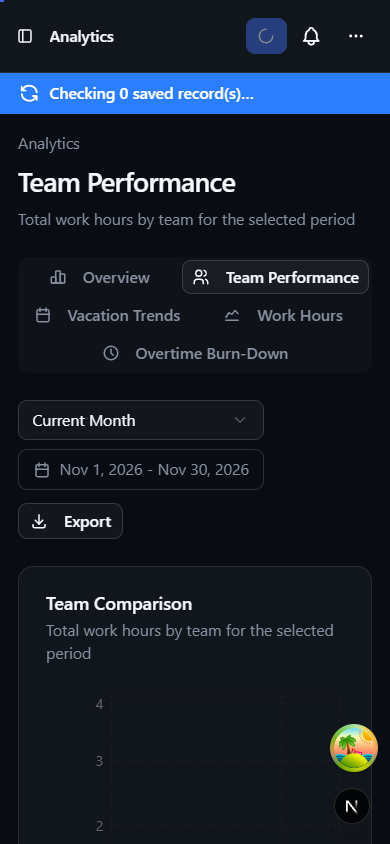 Analytics
Checking 0 saved record(s)...
Analytics
Team Performance
Total work hours by team for the selected period
Overview
Team Performance
Vacation Trends
Work Hours
Overtime Burn-Down
Current Month
Nov 1, 2026 - Nov 30, 2026
Export
Team Comparison
Total work hours by team for the selected
period
4
3
2
N